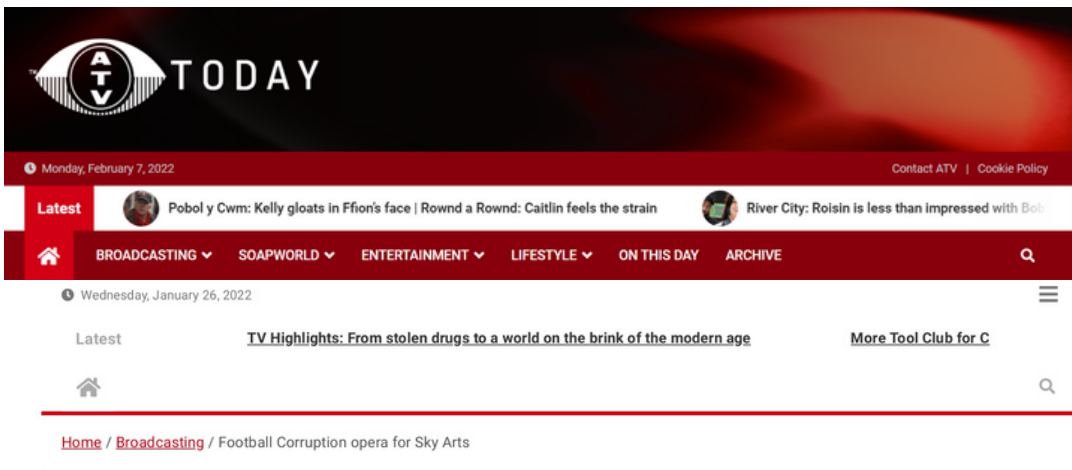 TM ATV TODAY
Monday, February 7, 2022 Contact ATV | Cookie Policy
Latest Pobol y Cwm: Kelly gloats in Ffion's face | Rownd a Rownd: Caitlin feels the strain River City: Roisin is less than impressed with Bob
BROADCASTING SOAPWORLD ENTERTAINMENT LIFESTYLE ON THIS DAY ARCHIVE
Wednesday, January 26, 2022
Latest TV Highlights: From stolen drugs to a world on the brink of the modern age More Tool Club for C
Home / Broadcasting / Football Corruption opera for Sky Arts